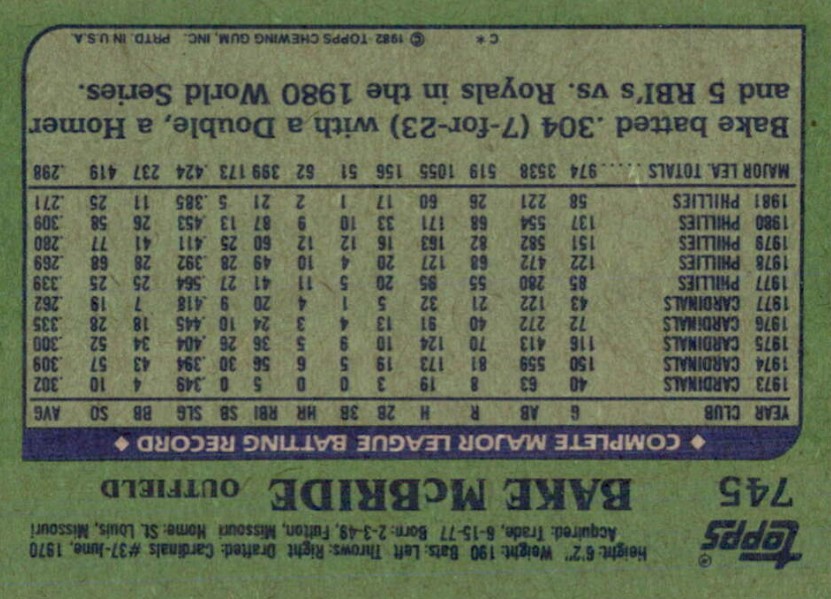 topps®
Height: 6'2" Weight: 190 Bats: Left Throws: Right Drafted: Cardinals #37-June, 1970
Acquired: Trade, 6-15-77 Born: 2-3-49, Fulton, Missouri Home: St. Louis, Missouri
745 BAKE McBRIDE OUTFIELD
◆ COMPLETE MAJOR LEAGUE BATTING RECORD ◆
YEAR CLUB G AB R H 2B 3B HR RBI SB SLG BB SO AVG
1973 CARDINALS 40 63 8 19 3 0 0 5 0 .349 4 10 .302
1974 CARDINALS 150 559 81 173 19 5 6 56 30 .394 43 57 .309
1975 CARDINALS 116 413 70 124 10 9 5 36 26 .404 34 52 .300
1976 CARDINALS 72 272 40 91 13 4 3 24 10 .445 18 28 .335
1977 CARDINALS 43 122 21 32 5 1 4 20 9 .418 7 19 .262
1977 PHILLIES 85 280 55 95 20 5 11 41 27 .564 25 25 .339
1978 PHILLIES 122 472 68 127 20 4 10 49 28 .392 28 68 .269
1979 PHILLIES 151 582 82 163 16 12 12 60 25 .411 41 77 .280
1980 PHILLIES 137 554 68 171 33 10 9 87 13 .453 26 58 .309
1981 PHILLIES 58 221 26 60 17 1 2 21 5 .385 11 25 .271
MAJOR LEA. TOTALS ..... 974 3538 519 1055 156 51 62 399 173 .424 237 419 .298
Bake batted .304 (7-for-23) with a Double, a Homer
and 5 RBI's vs. Royals in the 1980 World Series.
C* © 1982 TOPPS CHEWING GUM, INC. PRTD. IN U.S.A.